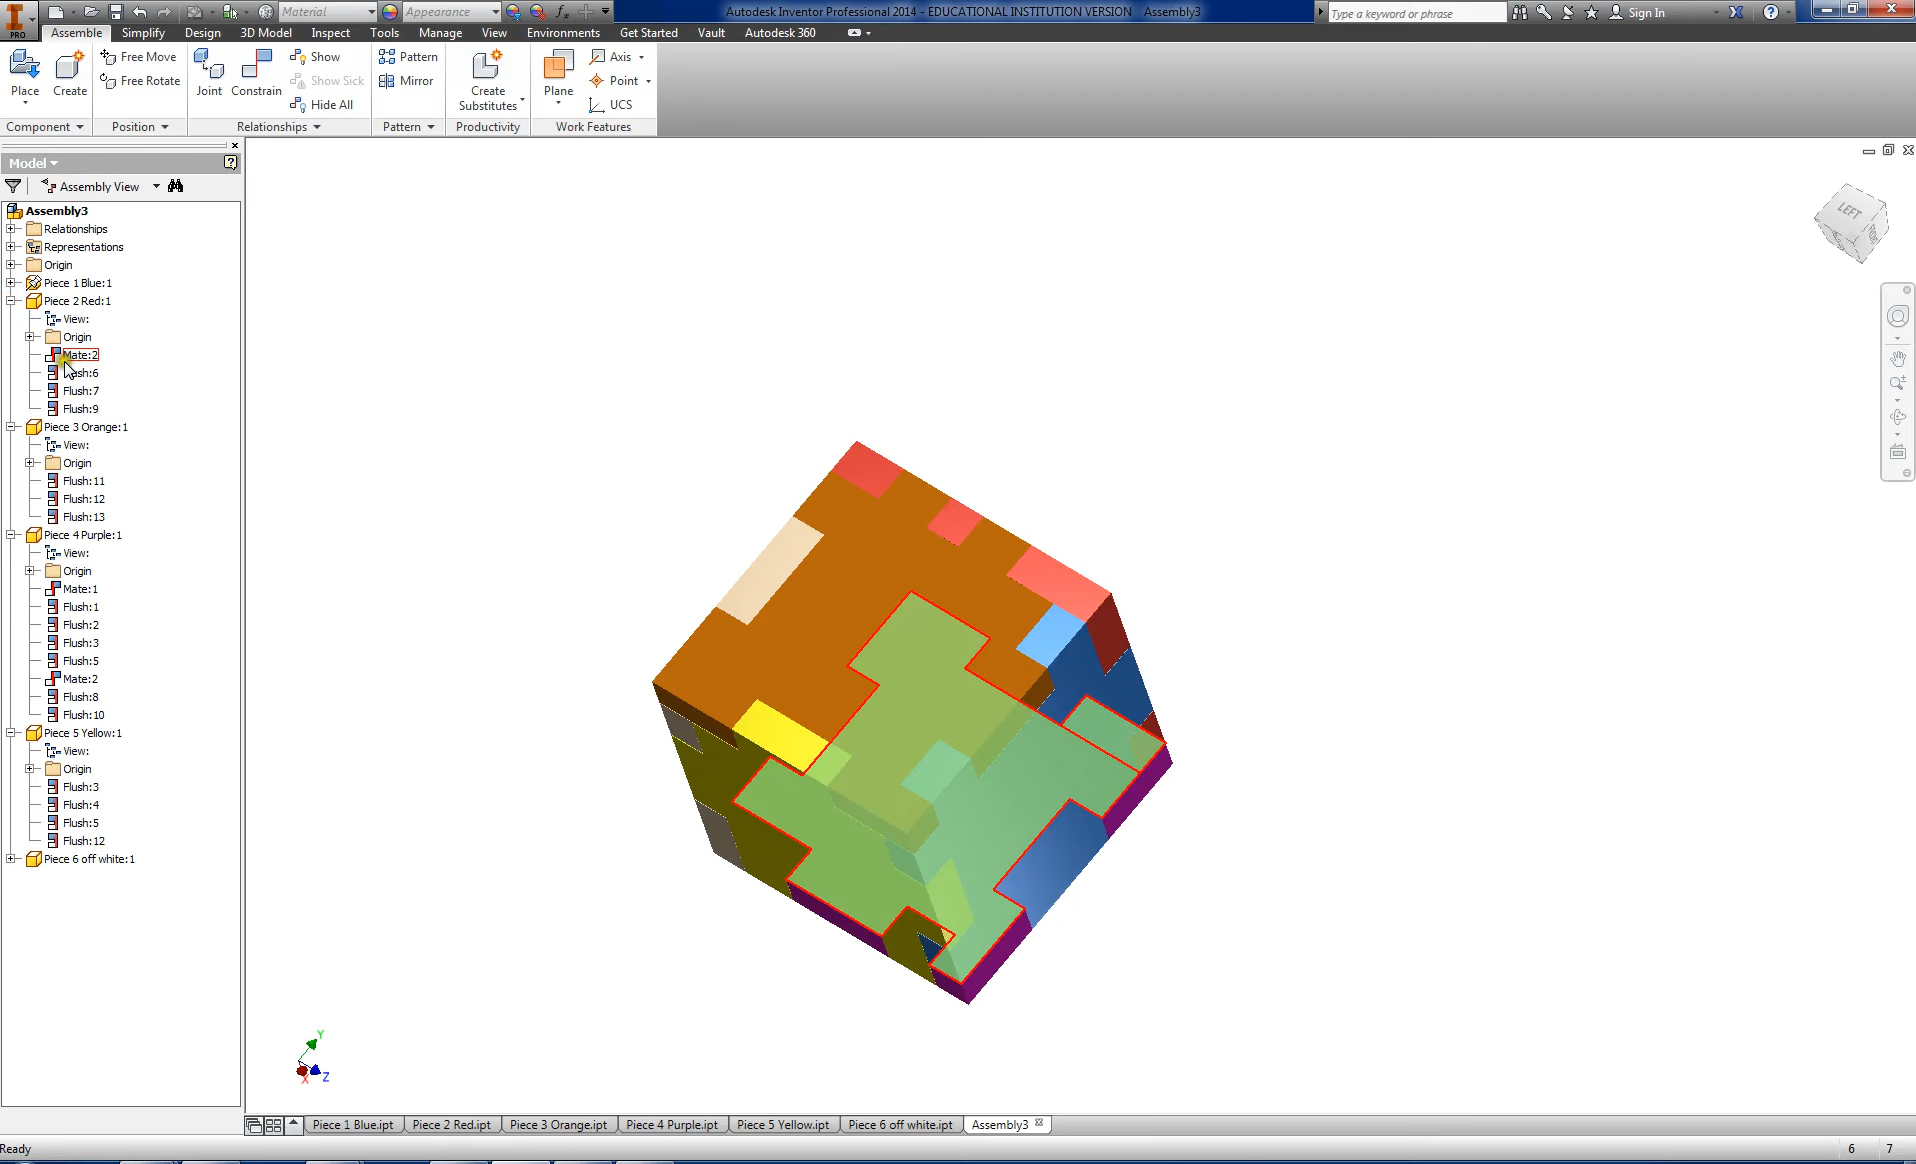 PRO
Material
Appearance
Autodesk Inventor Professional 2014 - EDUCATIONAL INSTITUTION VERSION Assembly3
Type a keyword or phrase
Sign In
Assemble Simplify Design 3D Model Inspect Tools Manage View Environments Get Started Vault Autodesk 360
Place
Create
Free Move
Free Rotate
Joint
Constrain
Show
Show Sick
Hide All
Pattern
Mirror
Create
Substitutes
Plane
Axis
Point
UCS
Component Position Relationships Pattern Productivity Work Features
Model
Assembly View
Assembly3
Relationships
Representations
Origin
Piece 1 Blue:1
Piece 2 Red:1
View:
Origin
Mate:2
Flush:7
Flush:9
Piece 3 Orange:1
View:
Origin
Flush:11
Flush:12
Flush:13
Piece 4 Purple:1
View:
Origin
Mate:1
Flush:1
Flush:2
Flush:3
Flush:5
Mate:2
Flush:8
Flush:10
Piece 5 Yellow:1
View:
Origin
Flush:3
Flush:4
Flush:5
Flush:12
Piece 6 off white:1
LEFT
Y
X
Z
Piece 1 Blue.ipt Piece 2 Red.ipt Piece 3 Orange.ipt Piece 4 Purple.ipt Piece 5 Yellow.ipt Piece 6 off white.ipt Assembly3
Ready
6 7